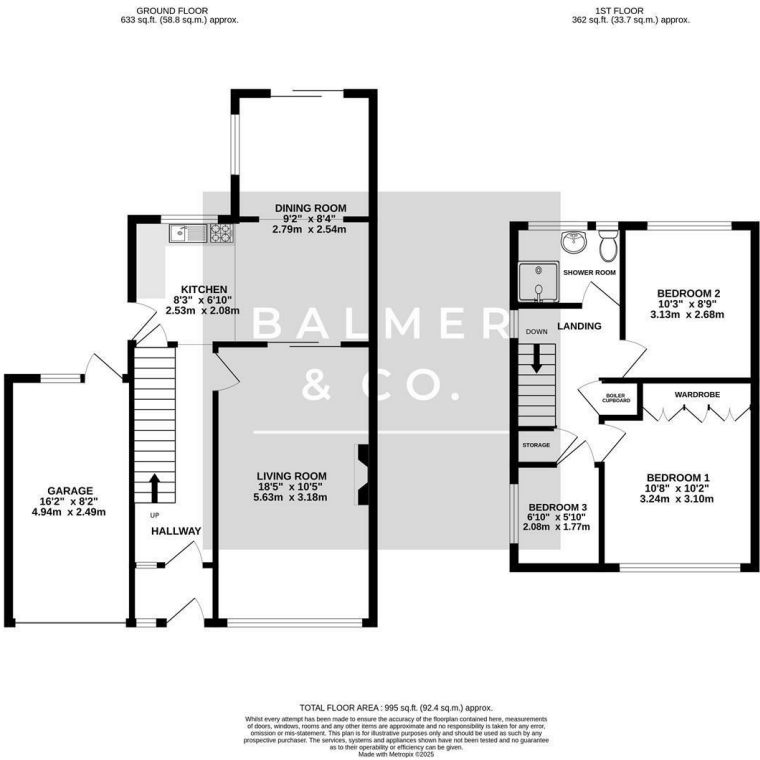 GROUND FLOOR
633 sq.ft. (58.8 sq.m.) approx.
1ST FLOOR
362 sq.ft. (33.7 sq.m.) approx.
DINING ROOM
9'2" x 8'4"
2.79m x 2.54m
KITCHEN
8'3" x 6'10"
2.53m x 2.08m
LIVING ROOM
18'5" x 10'5"
5.63m x 3.18m
GARAGE
16'2" x 8'2"
4.94m x 2.49m
UP
HALLWAY
BALMER
& CO.
SHOWER ROOM
BEDROOM 2
10'3" x 8'9"
3.13m x 2.68m
DOWN
LANDING
BOILER
CUPBOARD
WARDROBE
STORAGE
BEDROOM 1
10'8" x 10'2"
3.24m x 3.10m
BEDROOM 3
6'10" x 5'10"
2.08m x 1.77m
TOTAL FLOOR AREA : 995 sq.ft. (92.4 sq.m.) approx.
Whilst every attempt has been made to ensure the accuracy of the floorplan contained here, measurements
of doors, windows, rooms and any other items are approximate and no responsibility is taken for any error,
omission or mis-statement. This plan is for illustrative purposes only and should be used as such by any
prospective purchaser. The services, systems and appliances shown have not been tested and no guarantee
as to their operability or efficiency can be given.
Made with Metropix ©2025